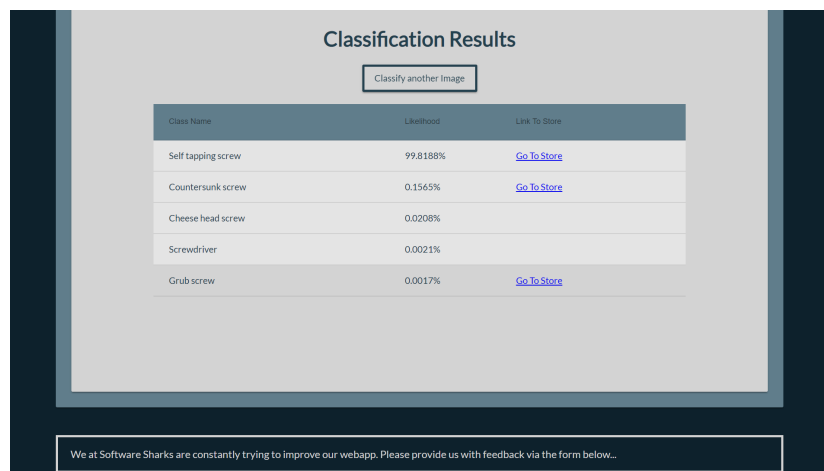 Classification Results
Classify another Image
Class Name Likelihood Link To Store
Self tapping screw 99.8188% Go To Store
Countersunk screw 0.1565% Go To Store
Cheese head screw 0.0208%
Screwdriver 0.0021%
Grub screw 0.0017% Go To Store
We at Software Sharks are constantly trying to improve our webapp. Please provide us with feedback via the form below...